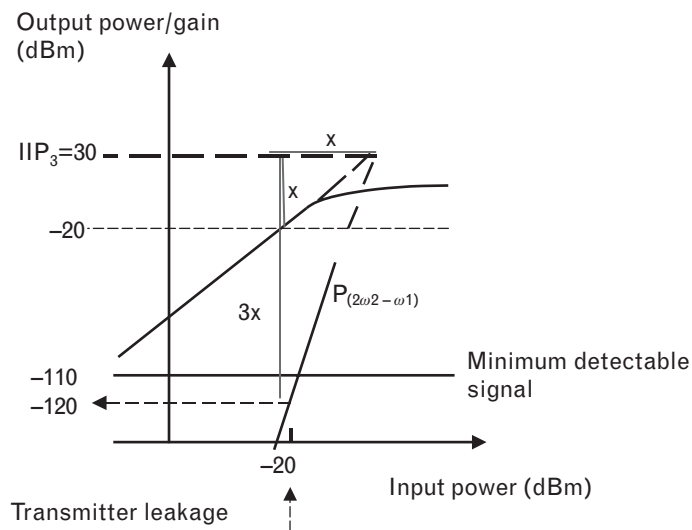 Output power/gain
(dBm)
x
IIP3=30
x
–20
P(2ω2 – ω1)
3x
Minimum detectable
signal
–110
–120
–20
Input power (dBm)
Transmitter leakage